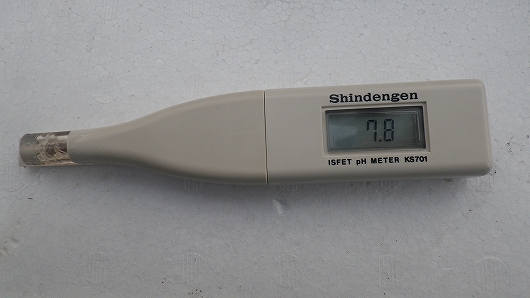 Shindengen
7.8
ISFET pH METER KS701